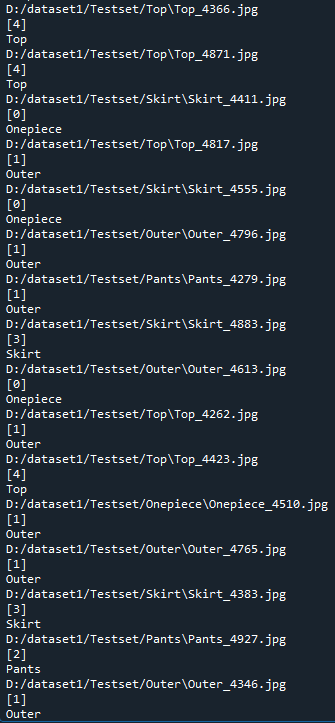 D:/dataset1/Testset/Top\Top_4366.jpg
[4]
Top
D:/dataset1/Testset/Top\Top_4871.jpg
[4]
Top
D:/dataset1/Testset/Skirt\Skirt_4411.jpg
[0]
Onepiece
D:/dataset1/Testset/Top\Top_4817.jpg
[1]
Outer
D:/dataset1/Testset/Skirt\Skirt_4555.jpg
[0]
Onepiece
D:/dataset1/Testset/Outer\Outer_4796.jpg
[1]
Outer
D:/dataset1/Testset/Pants\Pants_4279.jpg
[1]
Outer
D:/dataset1/Testset/Skirt\Skirt_4883.jpg
[3]
Skirt
D:/dataset1/Testset/Outer\Outer_4613.jpg
[0]
Onepiece
D:/dataset1/Testset/Top\Top_4262.jpg
[1]
Outer
D:/dataset1/Testset/Top\Top_4423.jpg
[4]
Top
D:/dataset1/Testset/Onepiece\Onepiece_4510.jpg
[1]
Outer
D:/dataset1/Testset/Outer\Outer_4765.jpg
[1]
Outer
D:/dataset1/Testset/Skirt\Skirt_4383.jpg
[3]
Skirt
D:/dataset1/Testset/Pants\Pants_4927.jpg
[2]
Pants
D:/dataset1/Testset/Outer\Outer_4346.jpg
[1]
Outer